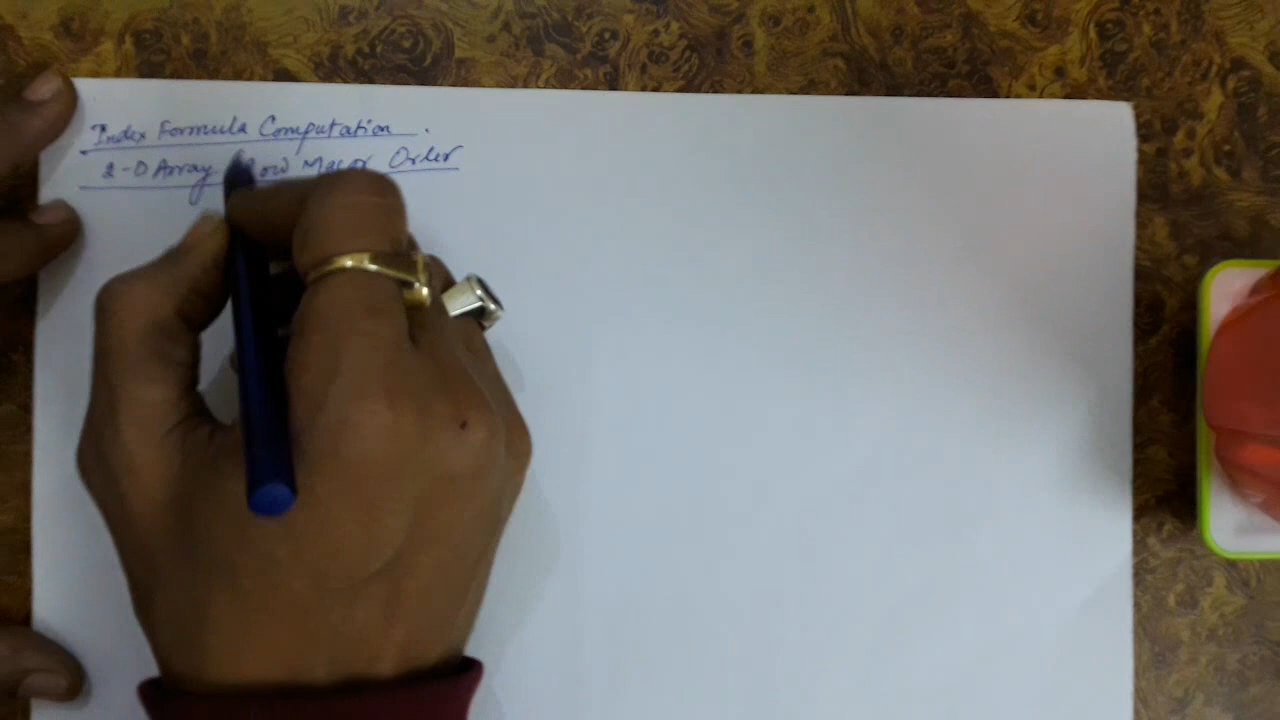 Index Formula Computation .
2-D Array Row Major Order